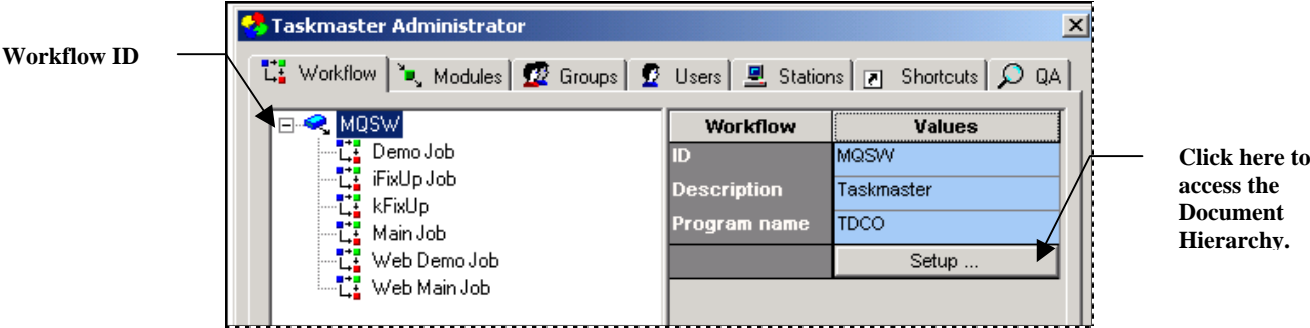 Taskmaster Administrator
Workflow ID
Workflow Modules Groups Users Stations Shortcuts QA
MQSW
Demo Job
iFixUp Job
kFixUp
Main Job
Web Demo Job
Web Main Job
Workflow Values
ID MQSW
Description Taskmaster
Program name TDCO
Setup ...
Click here to
access the
Document
Hierarchy.